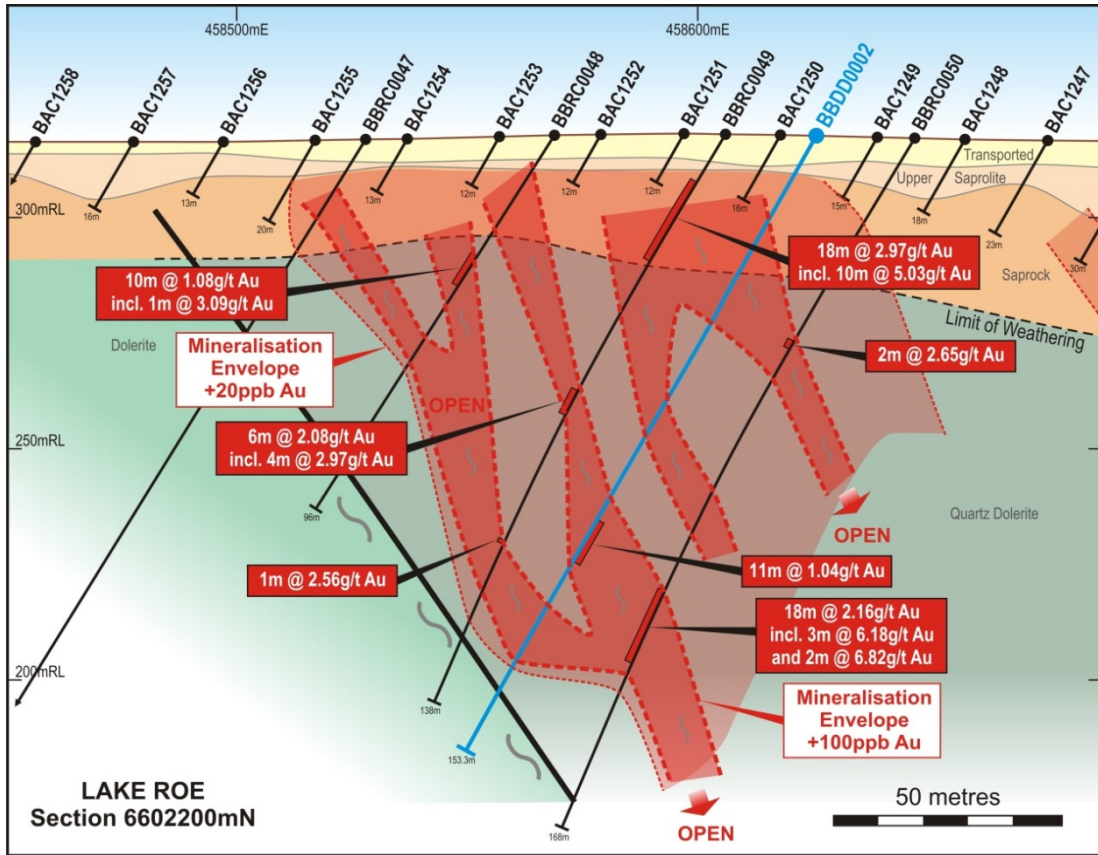 458500mE
458600mE
BAC1258
BAC1257
BAC1256
BAC1255
BBRC0047
BAC1254
BAC1253
BBRC0048
BAC1252
BAC1251
BBRC0049
BAC1250
BBDD0002
BAC1249
BBRC0050
BAC1248
BAC1247
Transported
Upper Saprolite
16m
13m
20m
13m
12m
12m
12m
16m
15m
18m
23m
30m
300mRL
Saprock
18m @ 2.97g/t Au
incl. 10m @ 5.03g/t Au
10m @ 1.08g/t Au
incl. 1m @ 3.09g/t Au
Limit of Weathering
Dolerite
Mineralisation
Envelope
+20ppb Au
2m @ 2.65g/t Au
OPEN
250mRL
6m @ 2.08g/t Au
incl. 4m @ 2.97g/t Au
96m
Quartz Dolerite
OPEN
1m @ 2.56g/t Au
11m @ 1.04g/t Au
18m @ 2.16g/t Au
incl. 3m @ 6.18g/t Au
and 2m @ 6.82g/t Au
200mRL
138m
Mineralisation
Envelope
+100ppb Au
153.3m
LAKE ROE
Section 6602200mN
50 metres
168m
OPEN